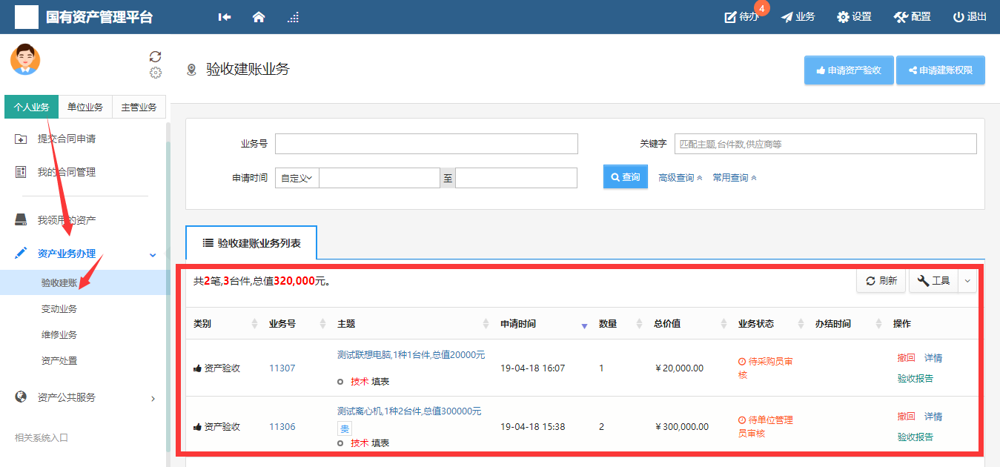 国有资产管理平台
待办 4 业务 设置 配置 退出
验收建账业务
申请资产验收 申请建账权限
个人业务 单位业务 主管业务
提交合同申请
我的合同管理
我领用的资产
资产业务办理
验收建账
变动业务
维修业务
资产处置
资产公共服务
相关系统入口
业务号 关键字 匹配主题,台件数,供应商等
申请时间 自定义 至 查询 高级查询 常用查询
验收建账业务列表
共2笔,3台件,总值320,000元。 刷新 工具
类别 业务号 主题 申请时间 数量 总价值 业务状态 办结时间 操作
资产验收 11307 测试联想电脑,1种1台件,总值20000元 19-04-18 16:07 1 ￥20,000.00 待采购员审 撤回 详情
技术 填表 核 验收报告
资产验收 11306 测试离心机,1种2台件,总值300000元 19-04-18 15:38 2 ￥300,000.00 待单位管理 撤回 详情
贵 员审核 验收报告
技术 填表